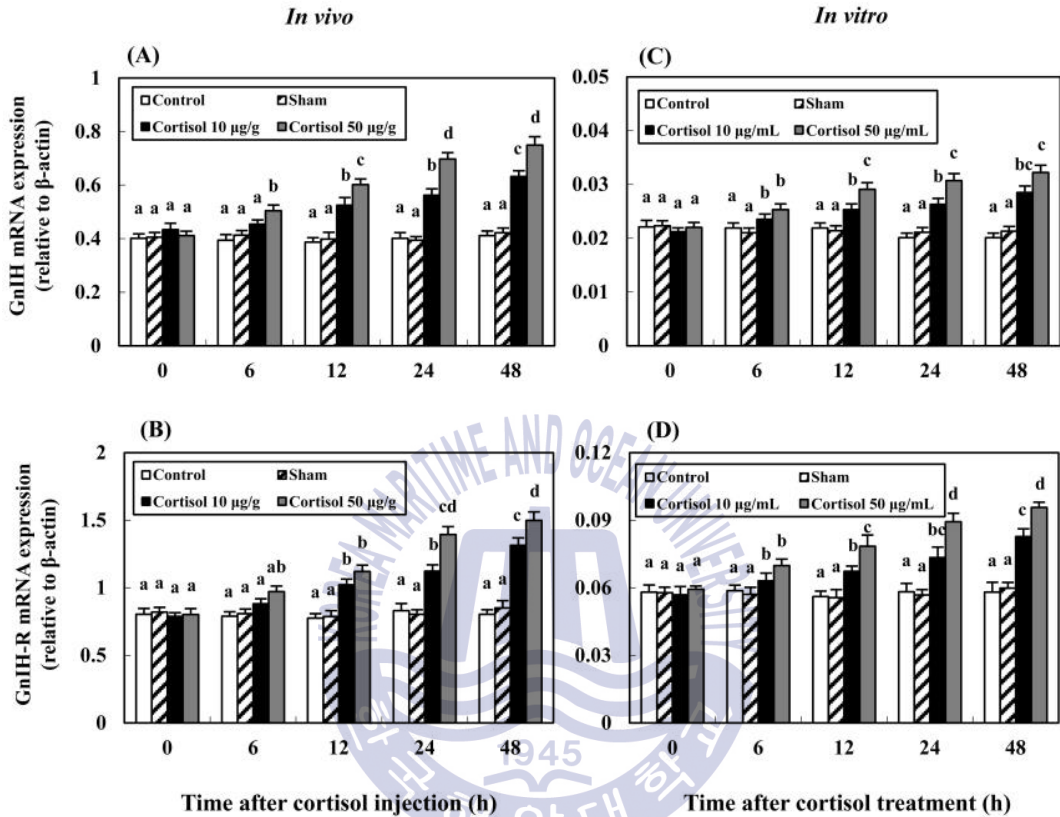 In vivo
In vitro
(A)
GnIH mRNA expression
(relative to β-actin)
1
0.8
0.6
0.4
0.2
0
Control Sham
Cortisol 10 µg/g Cortisol 50 µg/g
a a a a
a a a b
a a b c
a a b d
a a c d
0 6 12 24 48
(C)
0.05
0.04
0.03
0.02
0.01
0
Control Sham
Cortisol 10 µg/mL Cortisol 50 µg/mL
a a a a
a a b b
a a b c
a a b c
a a bc c
0 6 12 24 48
(B)
GnIH-R mRNA expression
(relative to β-actin)
2
1.5
1
0.5
0
Control Sham
Cortisol 10 µg/g Cortisol 50 µg/g
a a a a
a a a ab
a a b b
a a b cd
a a c d
0 6 12 24 48
Time after cortisol injection (h)
(D)
0.12
0.09
0.06
0.03
0
Control Sham
Cortisol 10 µg/mL Cortisol 50 µg/mL
a a a a
a a b b
a a b c
a a bc d
a a c d
0 6 12 24 48
Time after cortisol treatment (h)
KOREA MARITIME AND OCEAN UNIVERSITY
1945